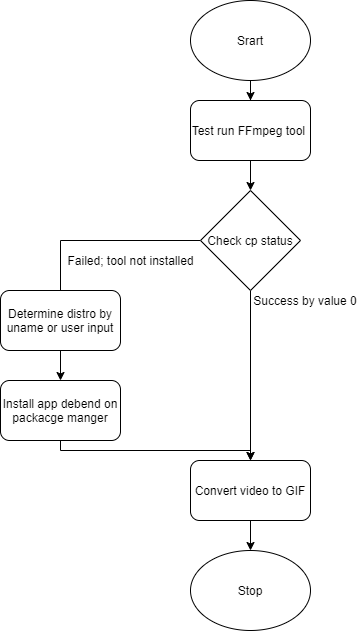 Srart
Test run FFmpeg tool
Check cp status
Failed; tool not installed
Success by value 0
Determine distro by
uname or user input
Install app debend on
packacge manger
Convert video to GIF
Stop